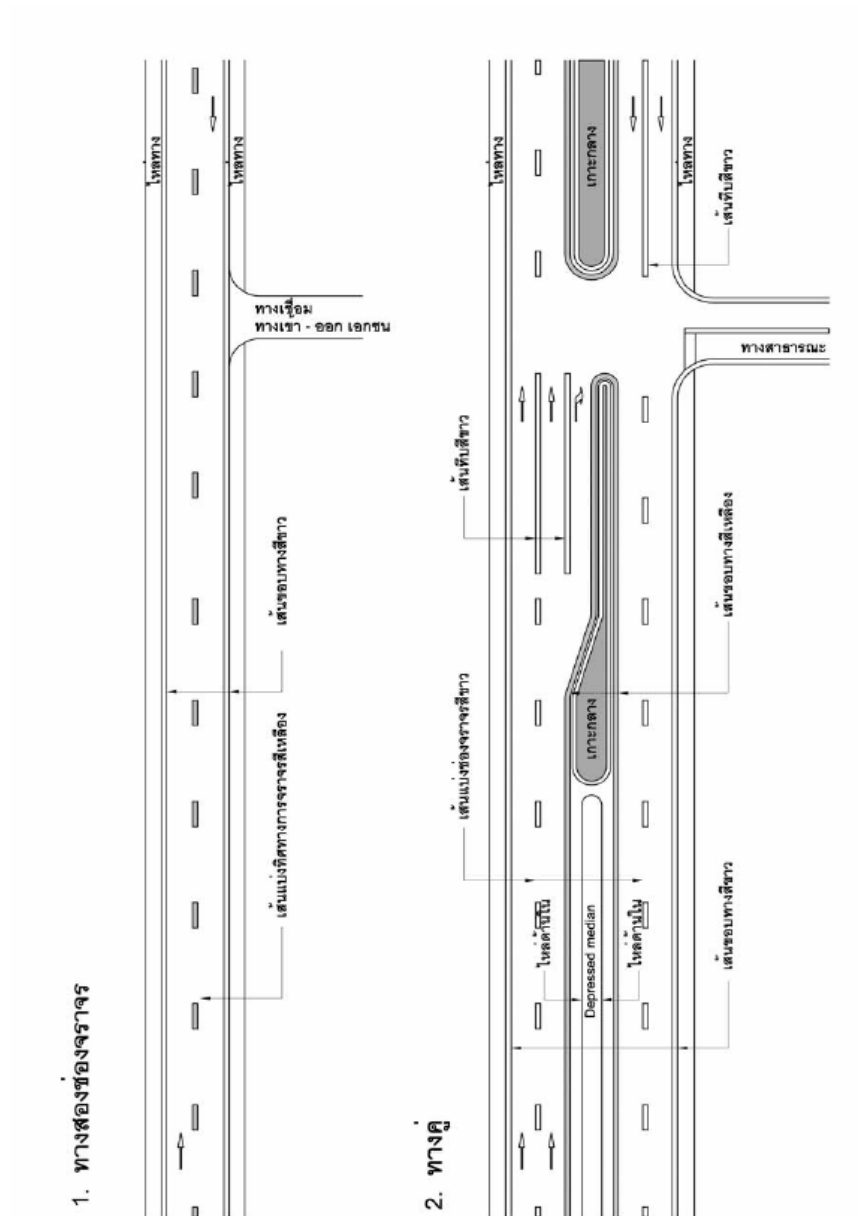 1. ทางสองช่องจราจร
ไหล่ทาง
ไหล่ทาง
ทางเชื่อม
ทางเข้า - ออก เอกชน
เส้นขอบทางสีขาว
เส้นแบ่งทิศทางการจราจรสีเหลือง
2. ทางคู่
ไหล่ทาง
เกาะกลาง
ไหล่ทาง
เส้นทึบสีขาว
ทางสาธารณะ
เส้นทึบสีขาว
เส้นขอบทางสีเหลือง
เกาะกลาง
เส้นแบ่งช่องจราจรสีขาว
ไหล่ด้านใน
Depressed median
ไหล่ด้านใน
เส้นขอบทางสีขาว